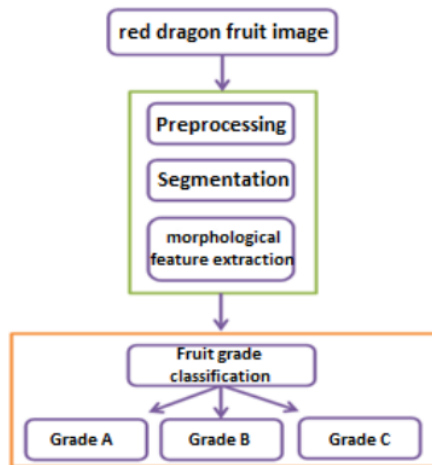 red dragon fruit image
Preprocessing
Segmentation
morphological
feature extraction
Fruit grade
classification
Grade A
Grade B
Grade C